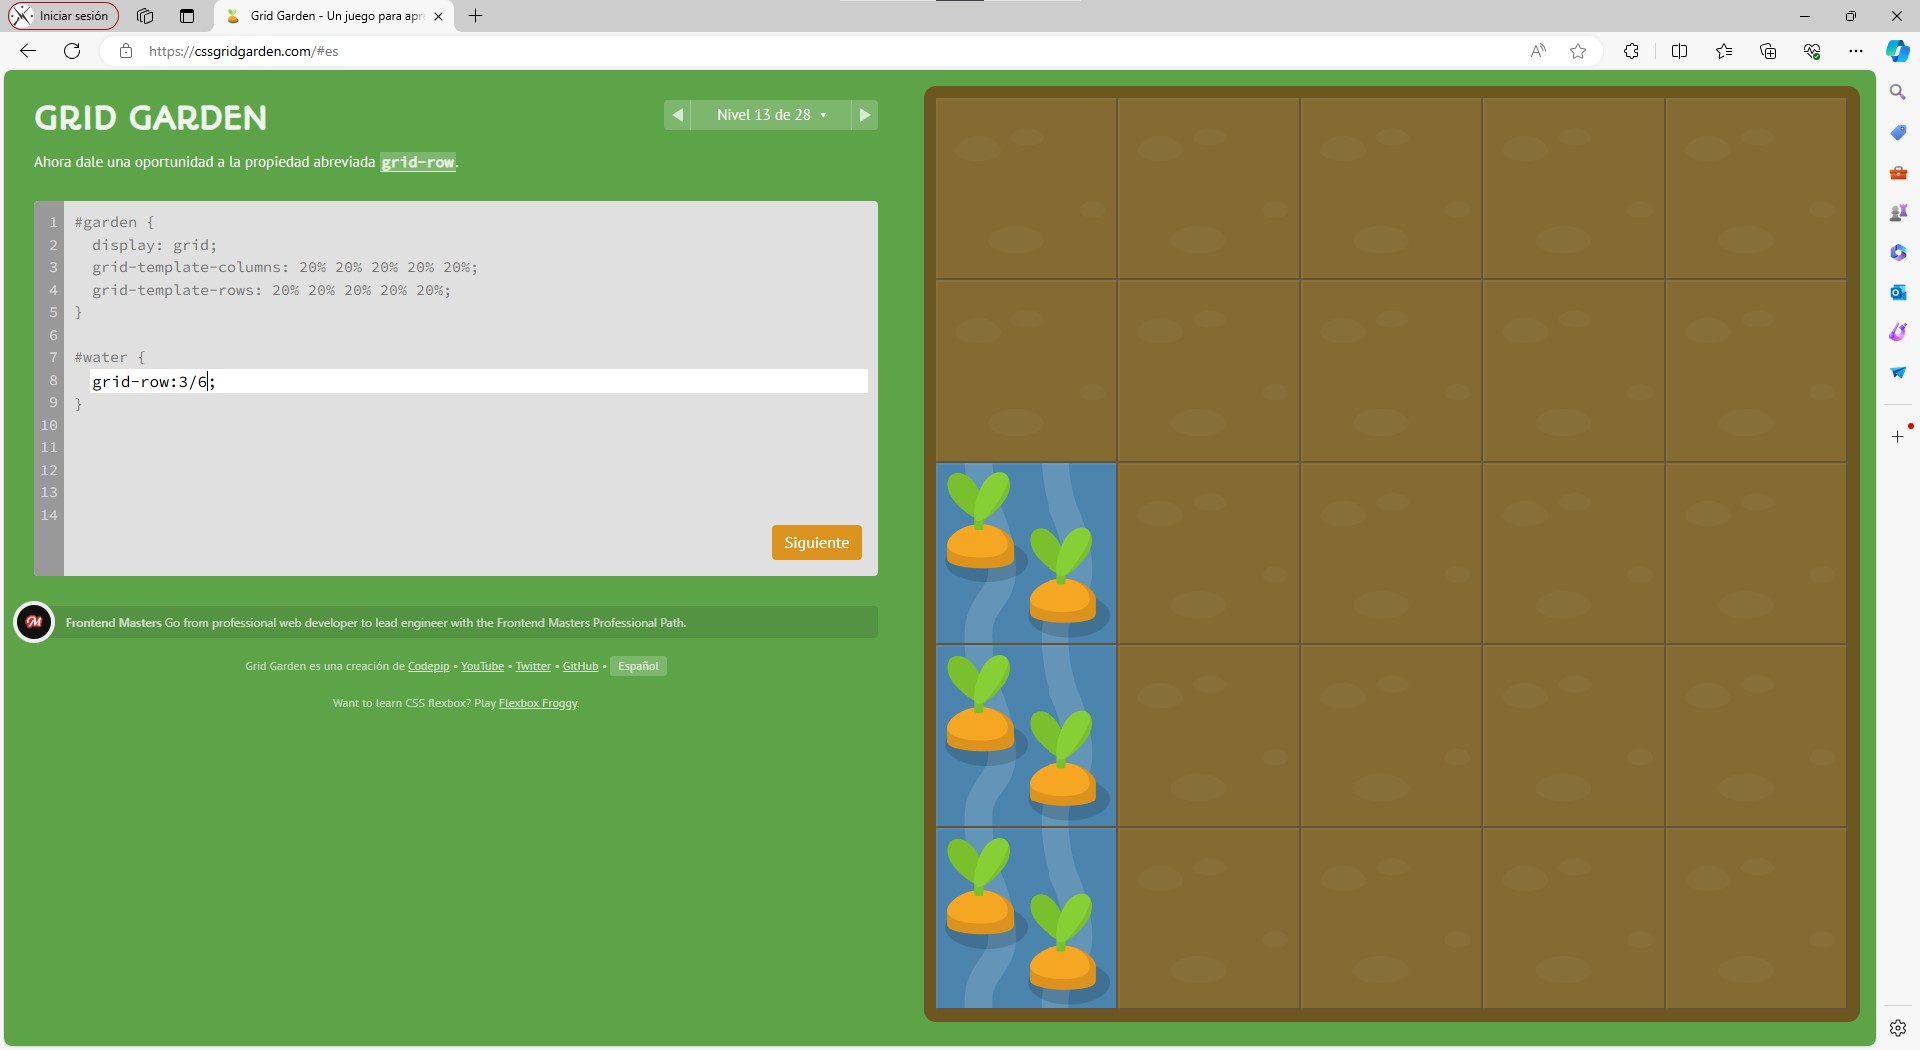 Iniciar sesión
Grid Garden - Un juego para apr
https://cssgridgarden.com/#es
GRID GARDEN
Nivel 13 de 28
Ahora dale una oportunidad a la propiedad abreviada grid-row.
1 #garden {
2 display: grid;
3 grid-template-columns: 20% 20% 20% 20% 20%;
4 grid-template-rows: 20% 20% 20% 20% 20%;
5 }
6
7 #water {
8 grid-row:3/6;
9 }
10
11
12
13
14
Siguiente
Frontend Masters Go from professional web developer to lead engineer with the Frontend Masters Professional Path.
Grid Garden es una creación de Codepip • YouTube • Twitter • GitHub • Español
Want to learn CSS flexbox? Play Flexbox Froggy.